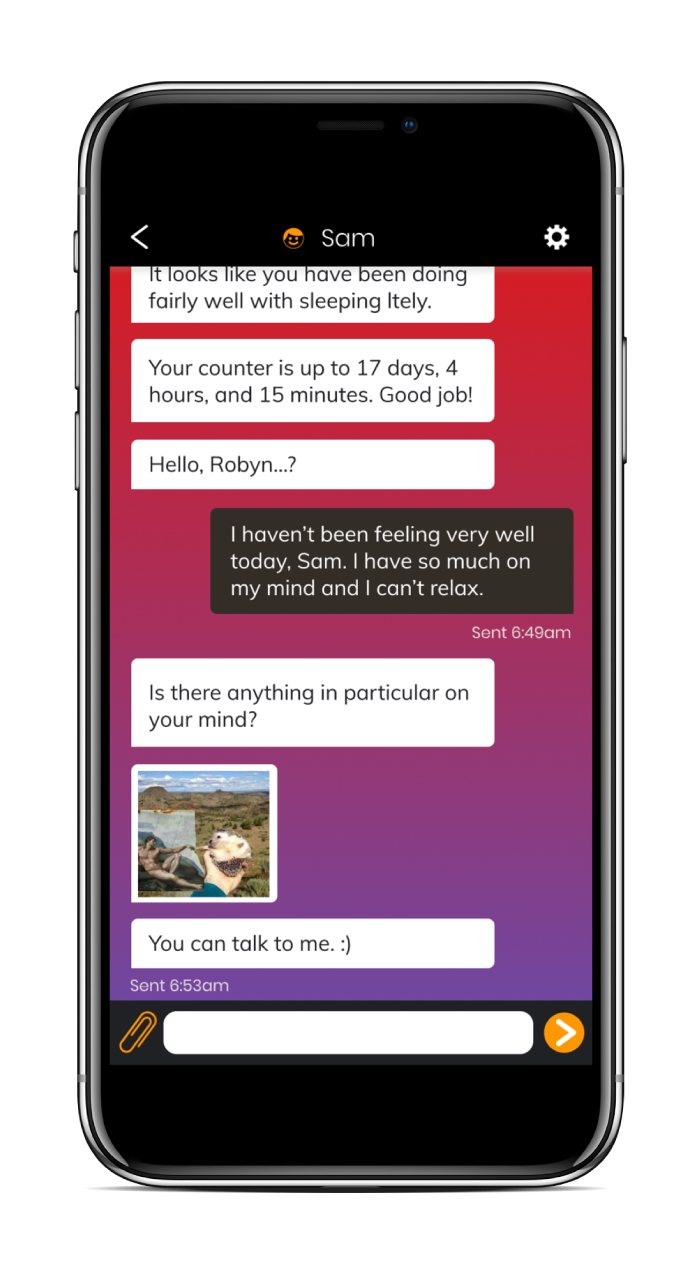 Sam
It looks like you have been doing
fairly well with sleeping ltely.
Your counter is up to 17 days, 4
hours, and 15 minutes. Good job!
Hello, Robyn...?
I haven’t been feeling very well
today, Sam. I have so much on
my mind and I can’t relax.
Sent 6:49am
Is there anything in particular on
your mind?
You can talk to me. :)
Sent 6:53am